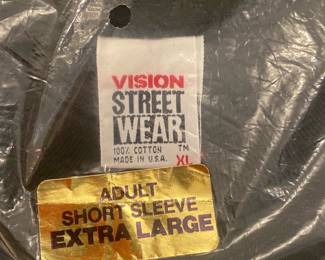 VISION
STREET
WEAR
100% COTTON TM
MADE IN U.S.A. XL
ADULT
SHORT SLEEVE
EXTRA LARGE